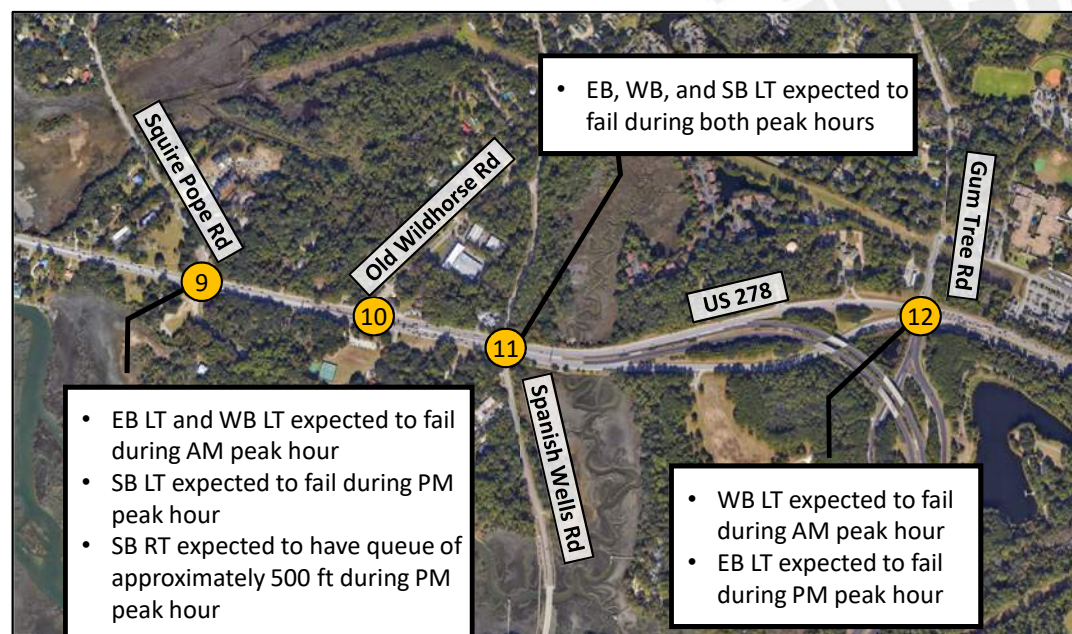 • EB, WB, and SB LT expected to
fail during both peak hours
Squire Pope Rd
Old Wildhorse Rd
Gum Tree Rd
US 278
9
10
11
12
Spanish Wells Rd
• EB LT and WB LT expected to fail
during AM peak hour
• SB LT expected to fail during PM
peak hour
• SB RT expected to have queue of
approximately 500 ft during PM
peak hour
• WB LT expected to fail
during AM peak hour
• EB LT expected to fail
during PM peak hour